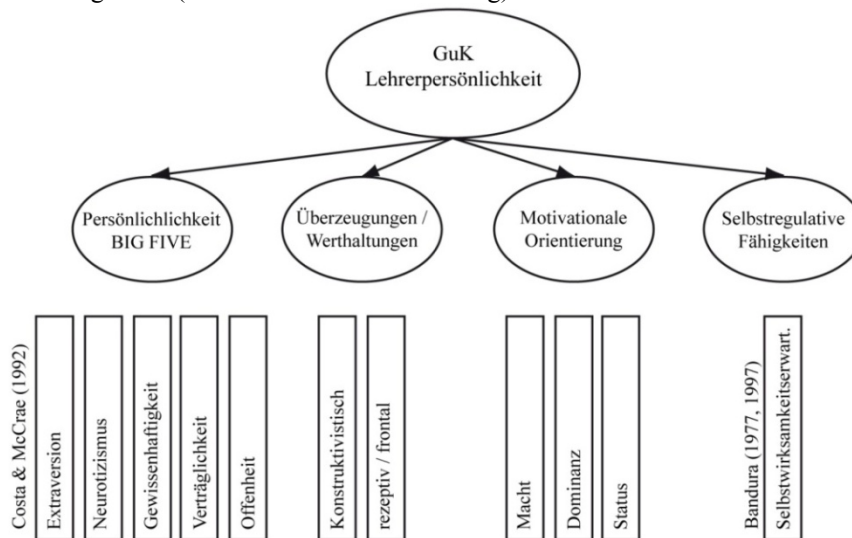 GuK
Lehrerpersönlichkeit
Persönlichlichkeit
BIG FIVE
Überzeugungen /
Werthaltungen
Motivationale
Orientierung
Selbstregulative
Fähigkeiten
Costa & McCrae (1992)
Extraversion
Neurotizismus
Gewissenhaftigkeit
Verträglichkeit
Offenheit
Konstruktivistisch
rezeptiv / frontal
Macht
Dominanz
Status
Bandura (1977, 1997)
Selbstwirksamkeitserwart.